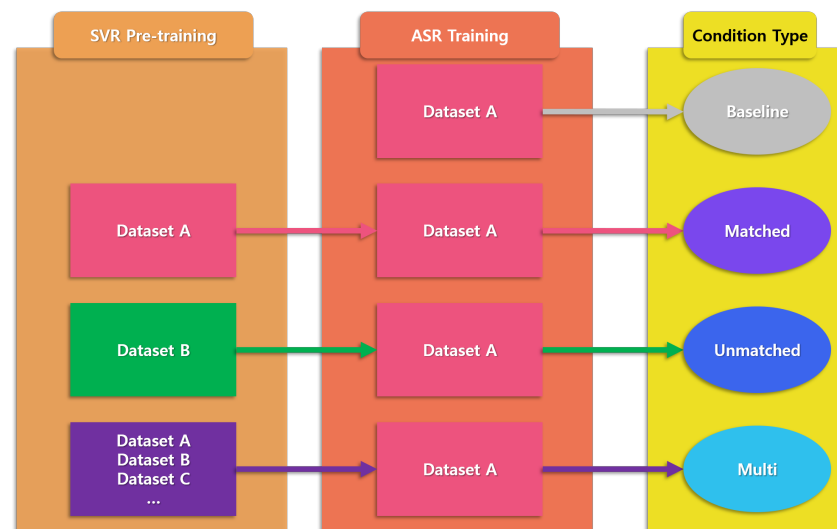 SVR Pre-training
ASR Training
Condition Type
Dataset A
Baseline
Dataset A
Dataset A
Matched
Dataset B
Dataset A
Unmatched
Dataset A
Dataset B
Dataset C
...
Dataset A
Multi